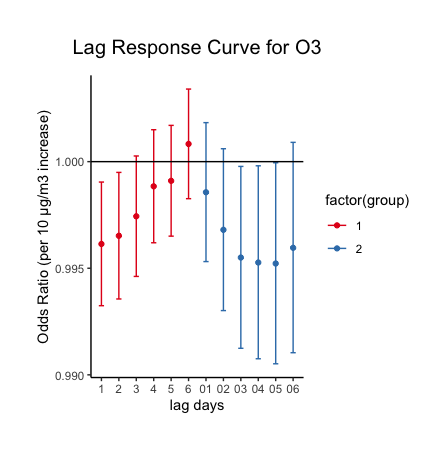 Lag Response Curve for O3
Odds Ratio (per 10 µg/m3 increase)
1.000
0.995
0.990
1 2 3 4 5 6 01 02 03 04 05 06
lag days
factor(group)
1
2